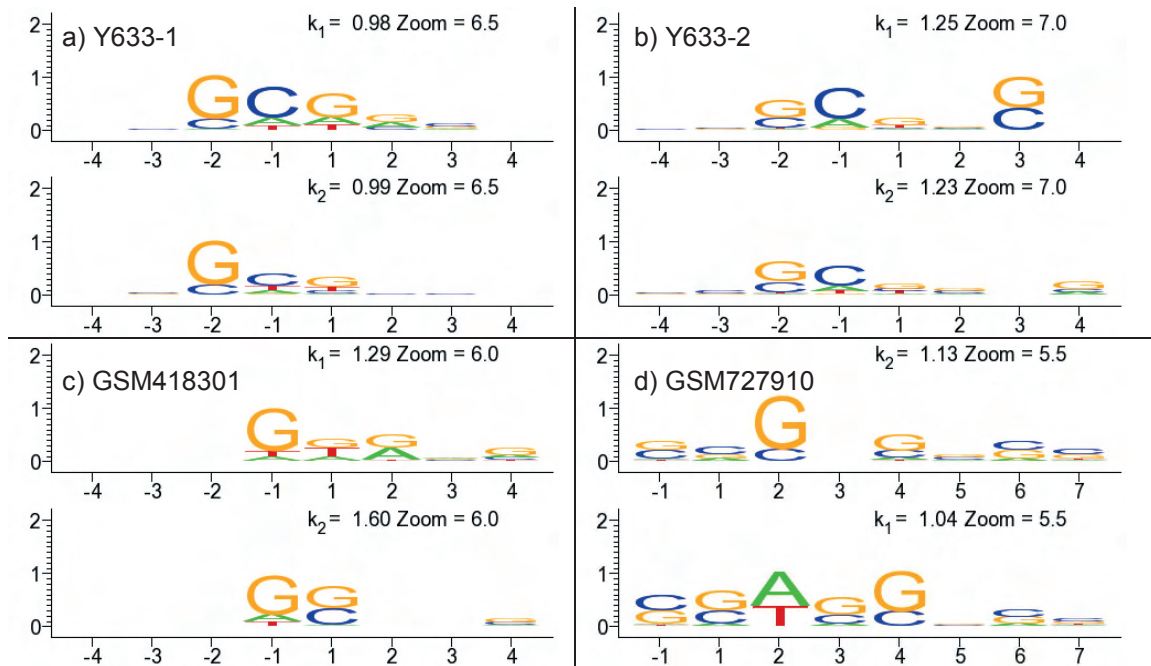 a) Y633-1
k1 = 0.98 Zoom = 6.5
2
1
0
G C G G C
C A A A
T T
-4 -3 -2 -1 1 2 3 4
k2 = 0.99 Zoom = 6.5
2
1
0
G C G
C T T
A C
-4 -3 -2 -1 1 2 3 4
b) Y633-2
k1 = 1.25 Zoom = 7.0
2
1
0
G C G G
C A T C
-4 -3 -2 -1 1 2 3 4
k2 = 1.23 Zoom = 7.0
2
1
0
G C G G G
C A C C
T T A
-4 -3 -2 -1 1 2 3 4
c) GSM418301
k1 = 1.29 Zoom = 6.0
2
1
0
G G G G
T T A A
A A
-4 -3 -2 -1 1 2 3 4
k2 = 1.60 Zoom = 6.0
2
1
0
G G G
A C C
T
-4 -3 -2 -1 1 2 3 4
d) GSM727910
k2 = 1.13 Zoom = 5.5
2
1
0
G C G G G C C
C G C C C G G
A A A
-1 1 2 3 4 5 6 7
k1 = 1.04 Zoom = 5.5
2
1
0
C G A G G C C
G C T C C G
A A A
-1 1 2 3 4 5 6 7